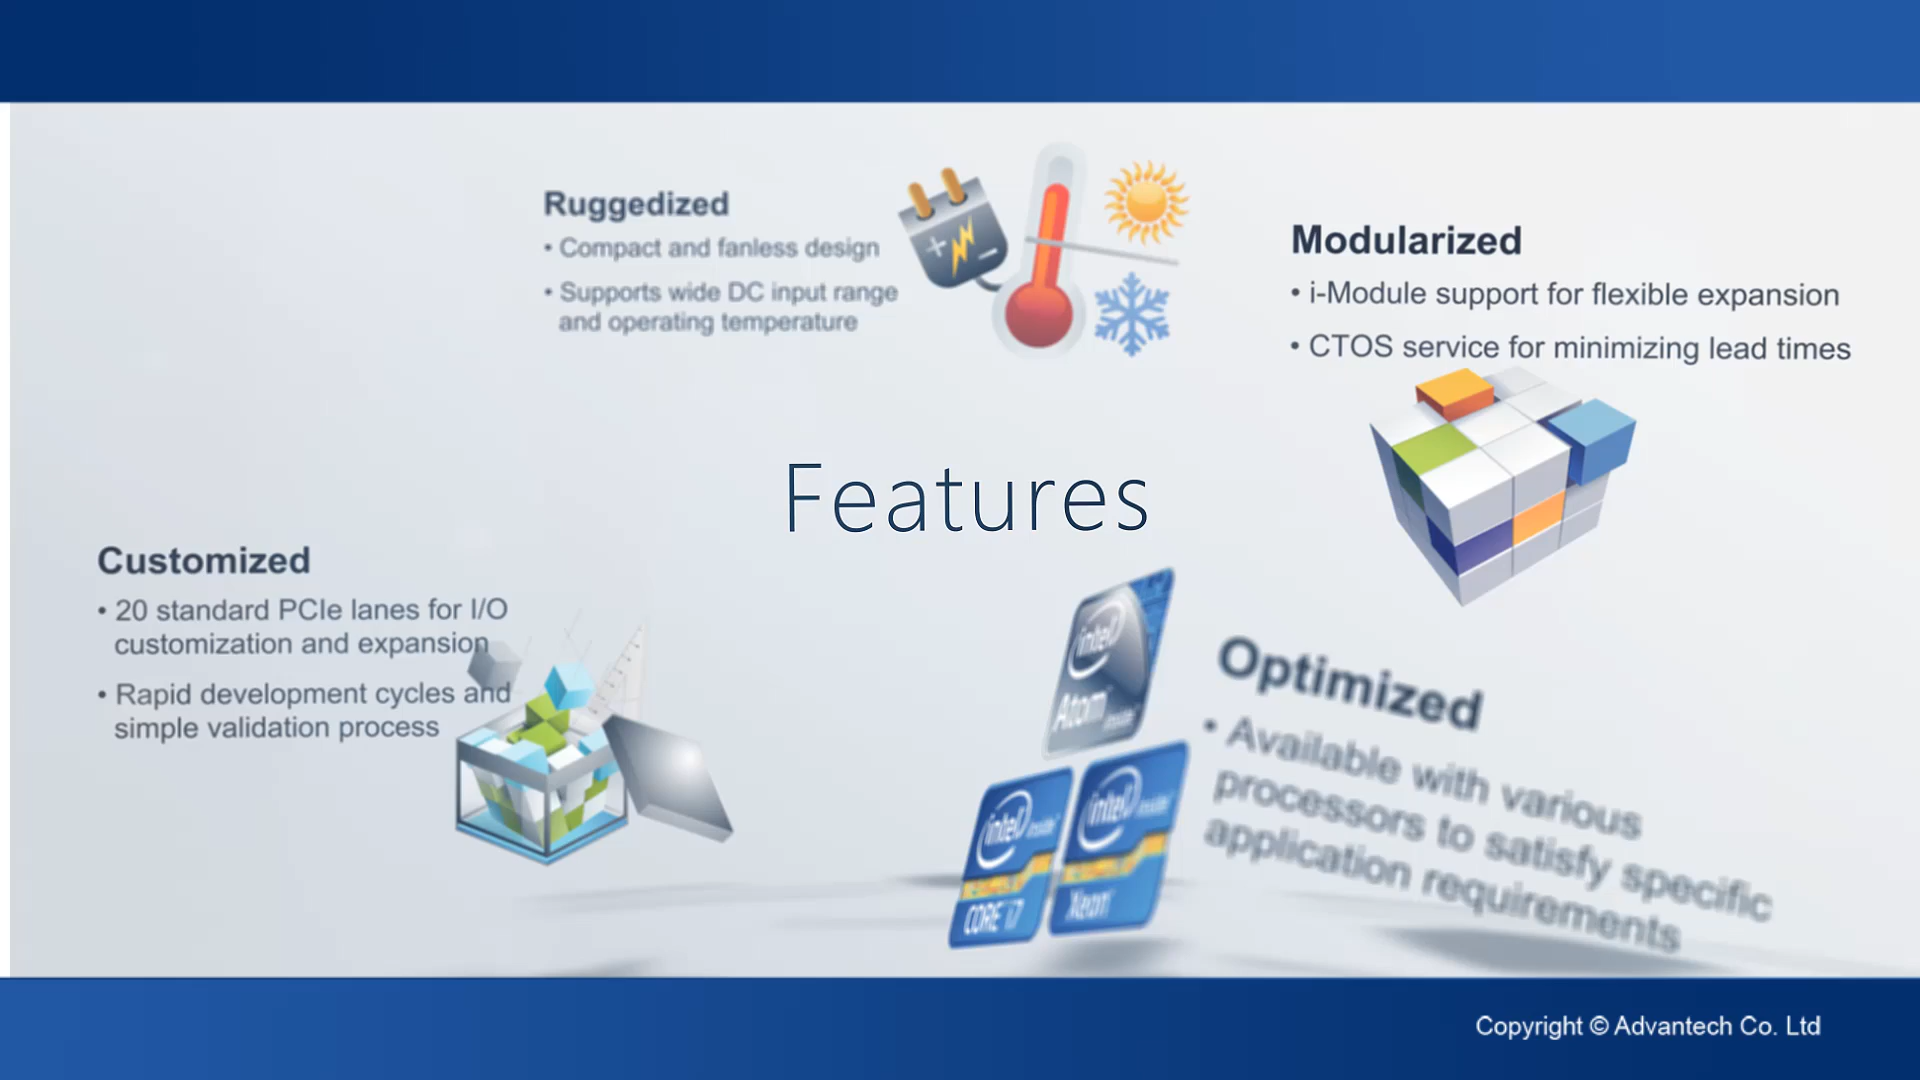 Ruggedized
• Compact and fanless design
• Supports wide DC input range
and operating temperature
Modularized
• i-Module support for flexible expansion
• CTOS service for minimizing lead times
Features
Customized
• 20 standard PCIe lanes for I/O
customization and expansion
• Rapid development cycles and
simple validation process
intel
Atom inside
intel inside
CORE i7
intel inside
Xeon
Optimized
• Available with various
processors to satisfy specific
application requirements
Copyright © Advantech Co. Ltd